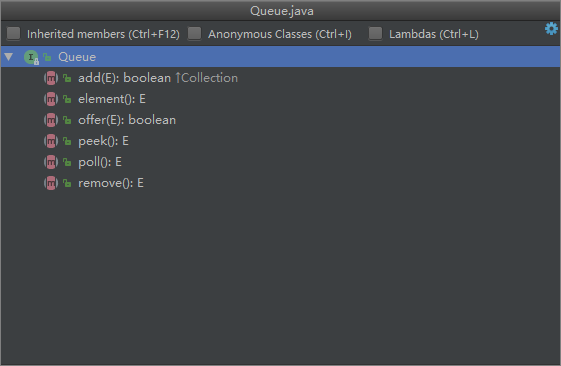 Queue.java
Inherited members (Ctrl+F12) Anonymous Classes (Ctrl+I) Lambdas (Ctrl+L)
I Queue
m add(E): boolean ↑Collection
m element(): E
m offer(E): boolean
m peek(): E
m poll(): E
m remove(): E